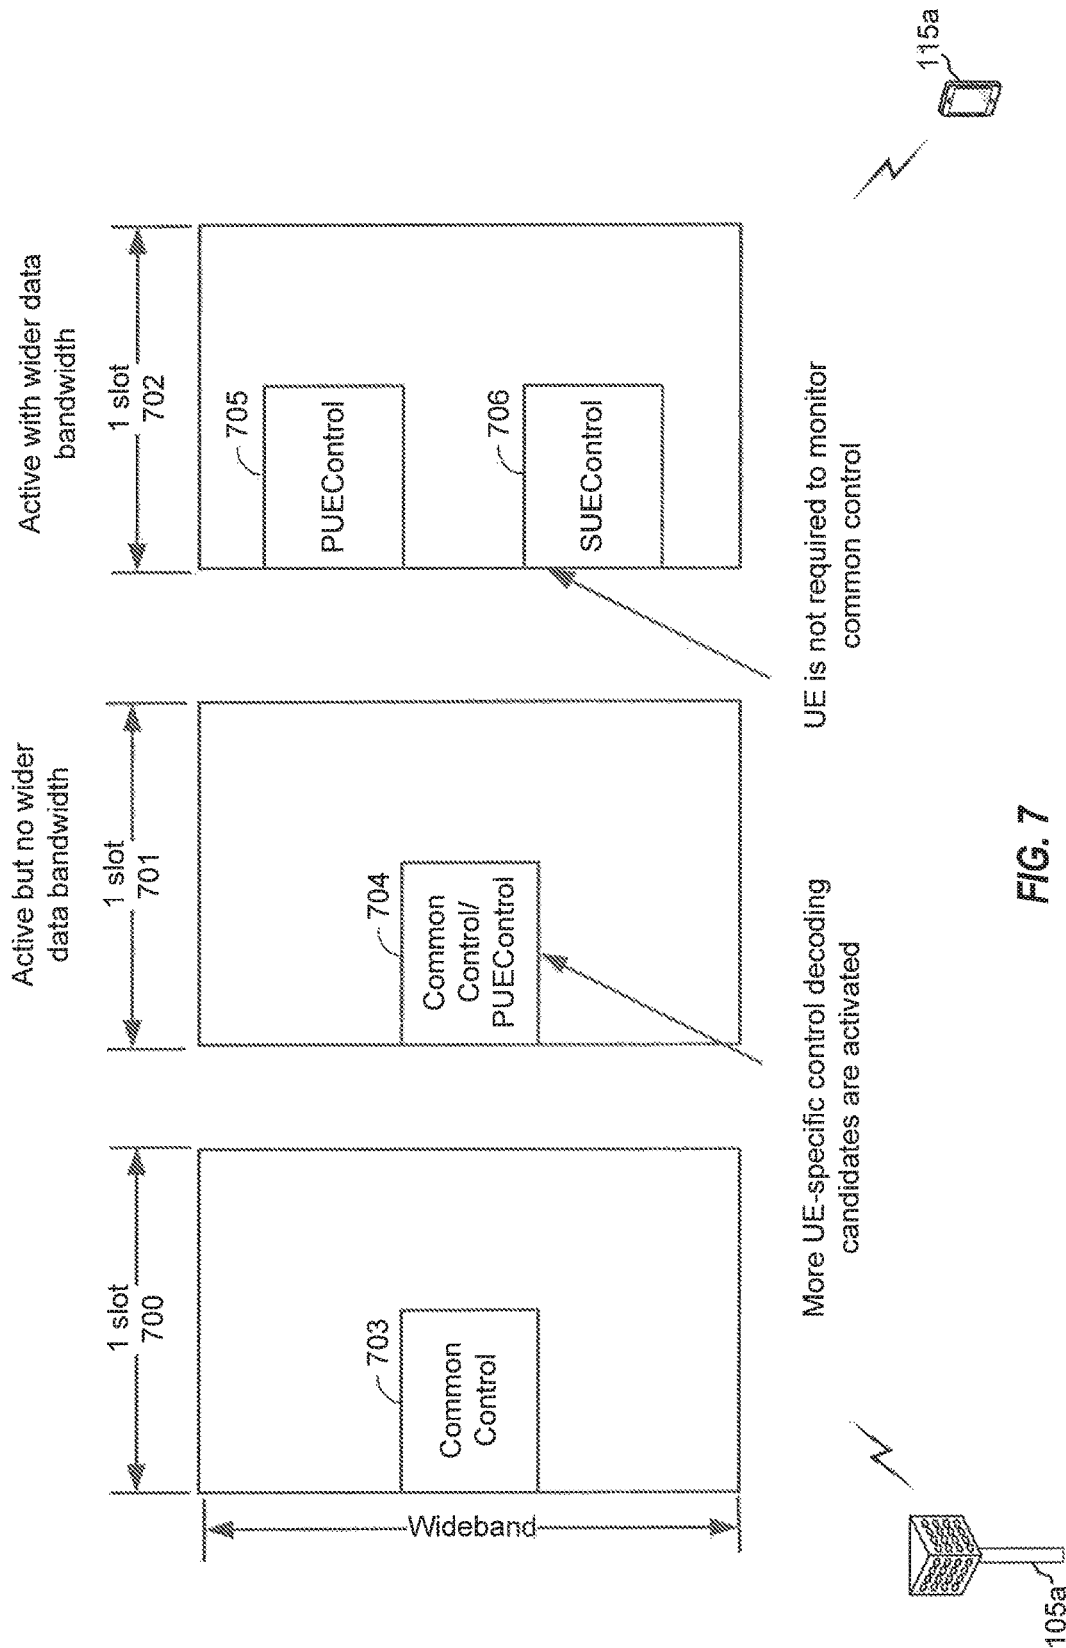 Active but no wider
data bandwidth
Active with wider data
bandwidth
1 slot
700
1 slot
701
1 slot
702
Wideband
703
Common
Control
704
Common
Control/
PUEControl
705
PUEControl
706
SUEControl
More UE-specific control decoding
candidates are activated
UE is not required to monitor
common control
105a
115a
FIG. 7